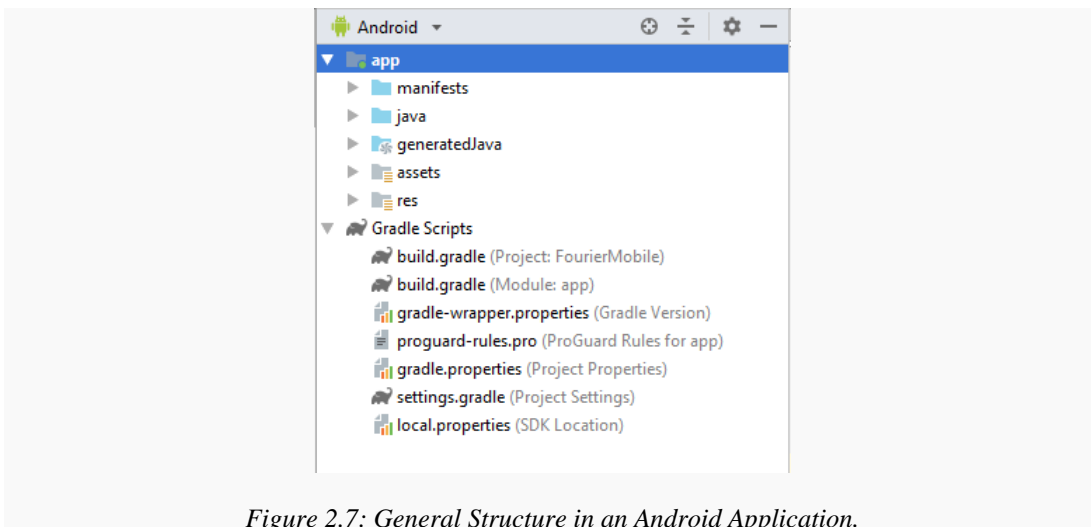 Android
app
manifests
java
generatedJava
assets
res
Gradle Scripts
build.gradle (Project: FourierMobile)
build.gradle (Module: app)
gradle-wrapper.properties (Gradle Version)
proguard-rules.pro (ProGuard Rules for app)
gradle.properties (Project Properties)
settings.gradle (Project Settings)
local.properties (SDK Location)
Figure 2.7: General Structure in an Android Application.